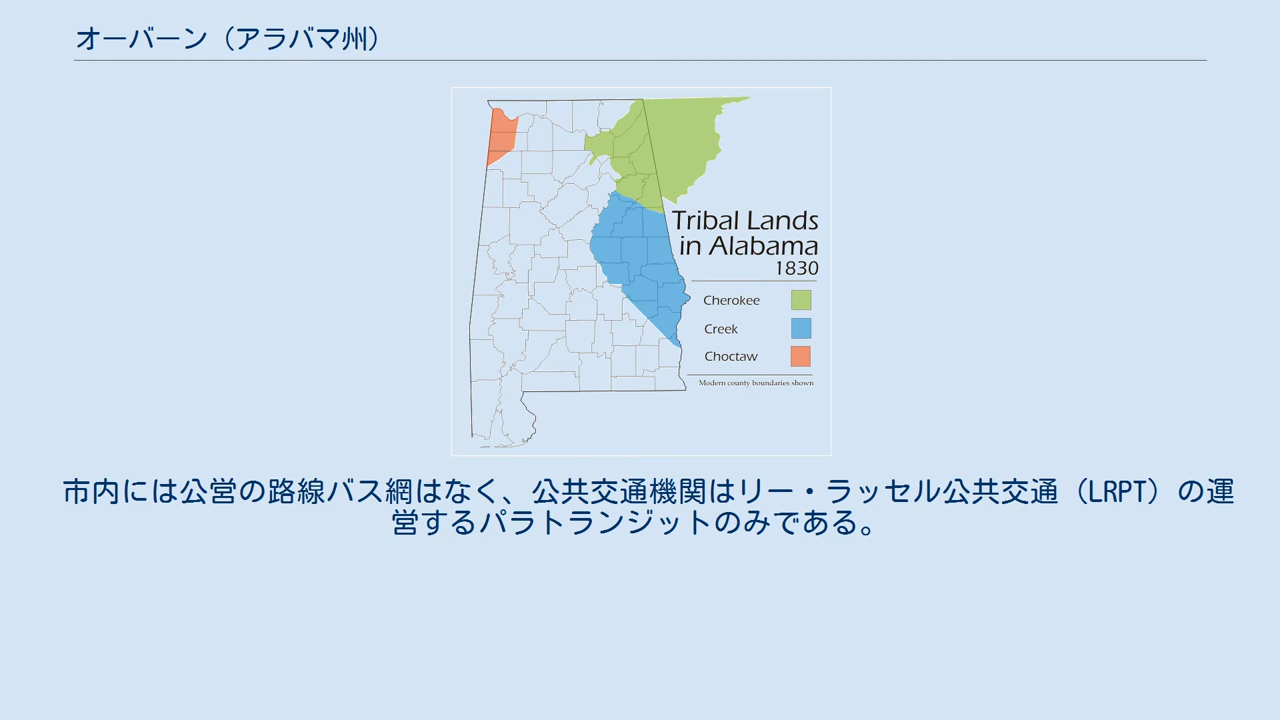 オーバーン（アラバマ州）
Tribal Lands
in Alabama
1830
Cherokee
Creek
Choctaw
Modern county boundaries shown
市内には公営の路線バス網はなく、公共交通機関はリー・ラッセル公共交通（LRPT）の運
営するパラトランジットのみである。